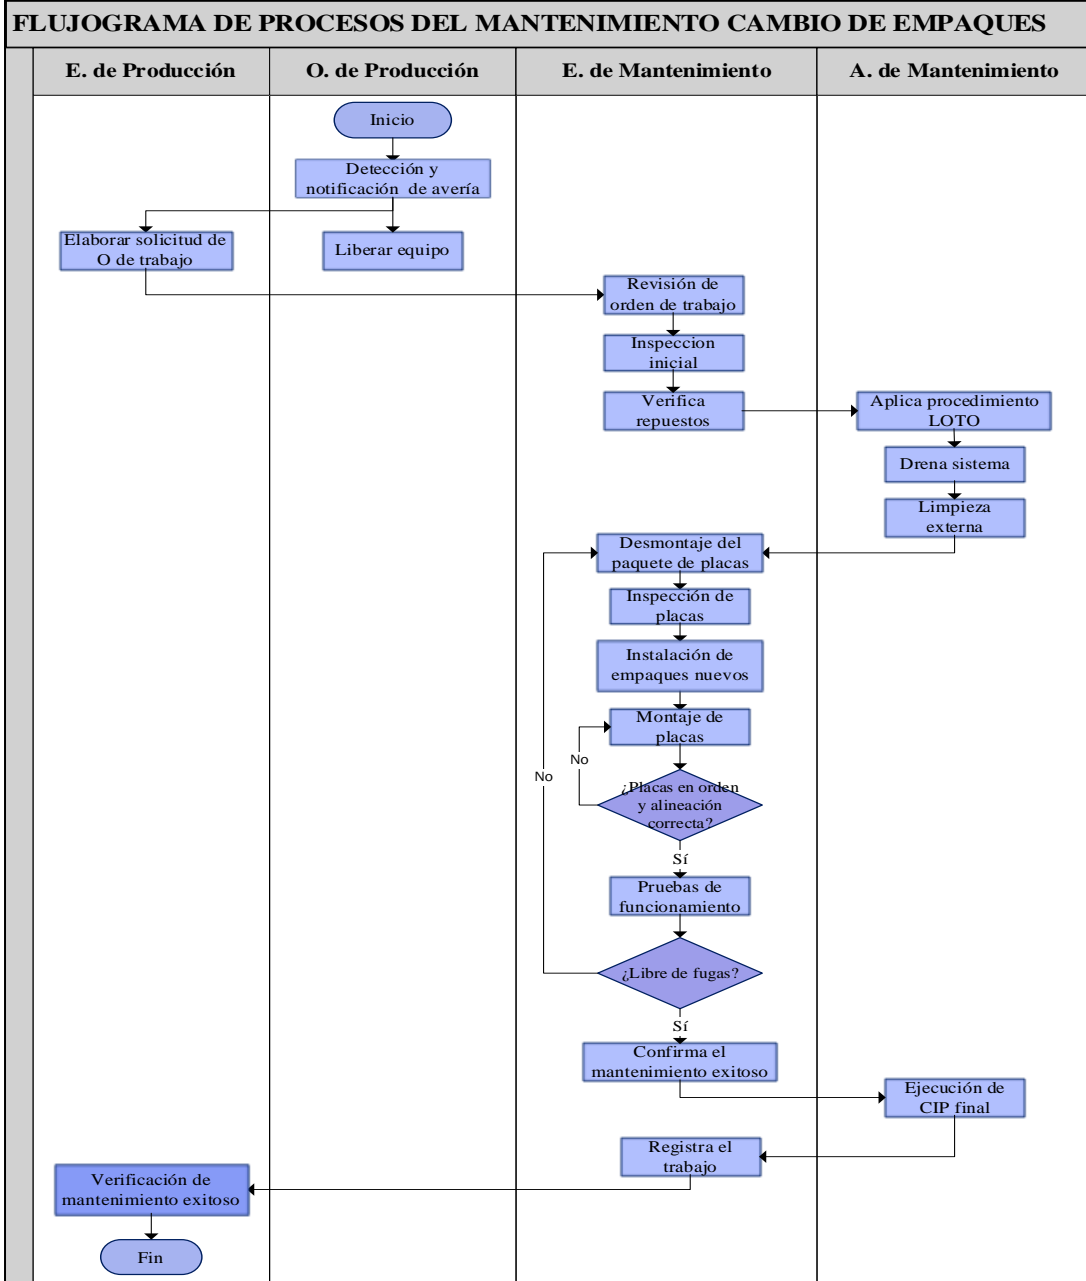 FLUJOGRAMA DE PROCESOS DEL MANTENIMIENTO CAMBIO DE EMPAQUES
E. de Producción
O. de Producción
E. de Mantenimiento
A. de Mantenimiento
Inicio
Detección y
notificación de avería
Elaborar solicitud de
O de trabajo
Liberar equipo
Revisión de
orden de trabajo
Inspeccion
inicial
Verifica
repuestos
Aplica procedimiento
LOTO
Drena sistema
Limpieza
externa
Desmontaje del
paquete de placas
Inspección de
placas
Instalación de
empaques nuevos
Montaje de
placas
No
No
¿Placas en orden
y alineación
correcta?
Sí
Pruebas de
funcionamiento
¿Libre de fugas?
Sí
Confirma el
mantenimiento exitoso
Ejecución de
CIP final
Registra el
trabajo
Verificación de
mantenimiento exitoso
Fin